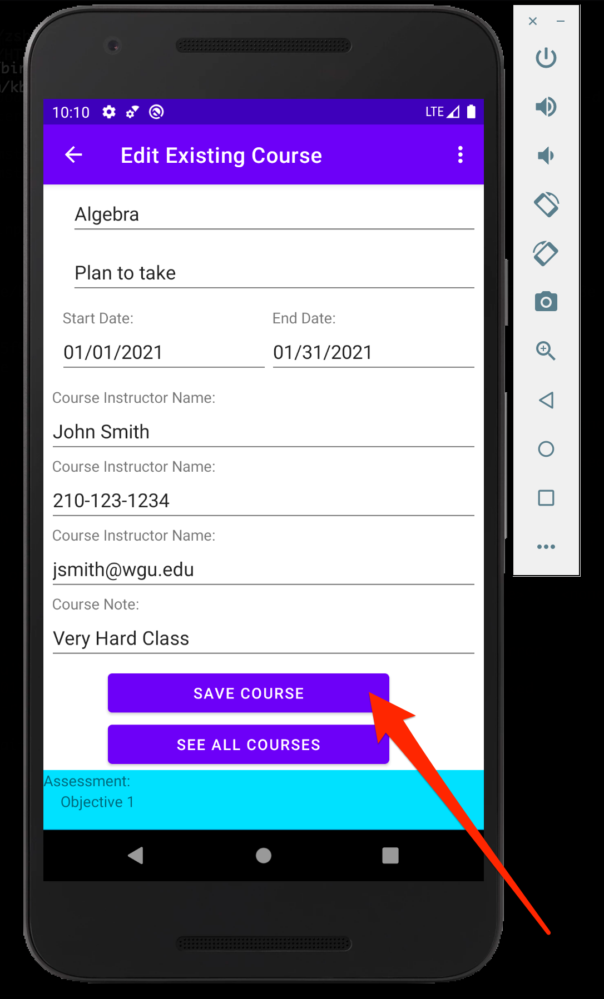 10:10 LTE
Edit Existing Course
Algebra
Plan to take
Start Date: End Date:
01/01/2021 01/31/2021
Course Instructor Name:
John Smith
Course Instructor Name:
210-123-1234
Course Instructor Name:
jsmith@wgu.edu
Course Note:
Very Hard Class
SAVE COURSE
SEE ALL COURSES
Assessment:
Objective 1